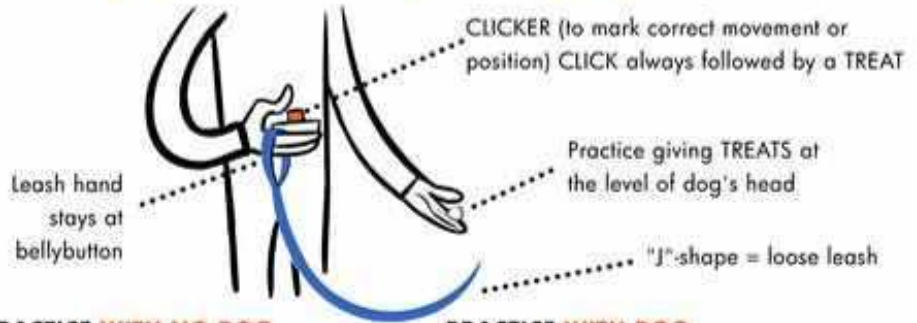 CLICKER (to mark correct movement or
position) CLICK always followed by a TREAT
Practice giving TREATS at
the level of dog's head
Leash hand
stays at
bellybutton
"J"-shape = loose leash